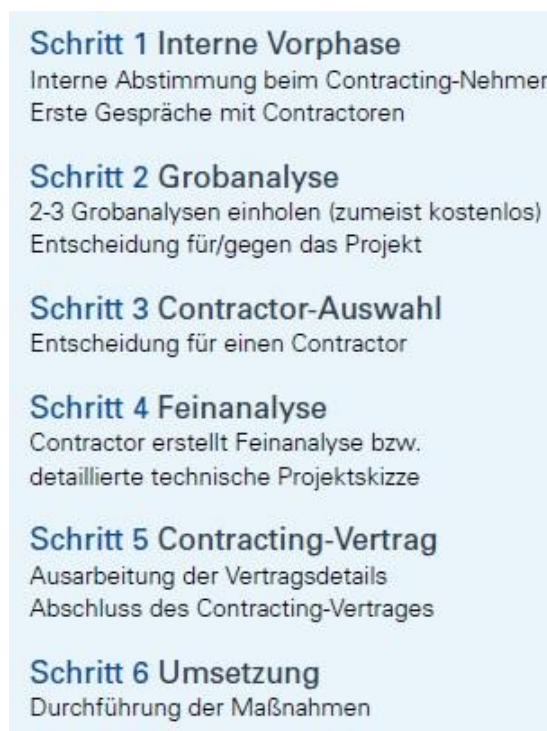 Schritt 1 Interne Vorphase
Interne Abstimmung beim Contracting-Nehmer
Erste Gespräche mit Contractoren
Schritt 2 Grobanalyse
2-3 Grobanalysen einholen (zumeist kostenlos)
Entscheidung für/gegen das Projekt
Schritt 3 Contractor-Auswahl
Entscheidung für einen Contractor
Schritt 4 Feinanalyse
Contractor erstellt Feinanalyse bzw.
detaillierte technische Projektskizze
Schritt 5 Contracting-Vertrag
Ausarbeitung der Vertragsdetails
Abschluss des Contracting-Vertrages
Schritt 6 Umsetzung
Durchführung der Maßnahmen